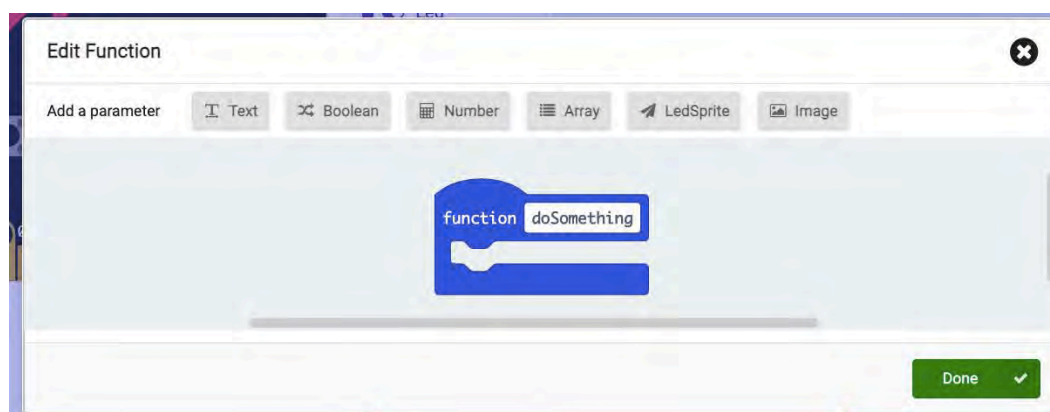 Edit Function
Add a parameter Text Boolean Number Array LedSprite Image
function doSomething
Done